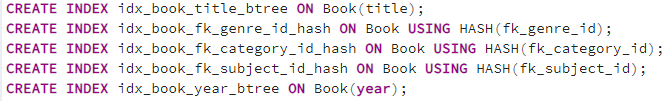 CREATE INDEX idx_book_title_btree ON Book(title);
CREATE INDEX idx_book_fk_genre_id_hash ON Book USING HASH(fk_genre_id);
CREATE INDEX idx_book_fk_category_id_hash ON Book USING HASH(fk_category_id);
CREATE INDEX idx_book_fk_subject_id_hash ON Book USING HASH(fk_subject_id);
CREATE INDEX idx_book_year_btree ON Book(year);